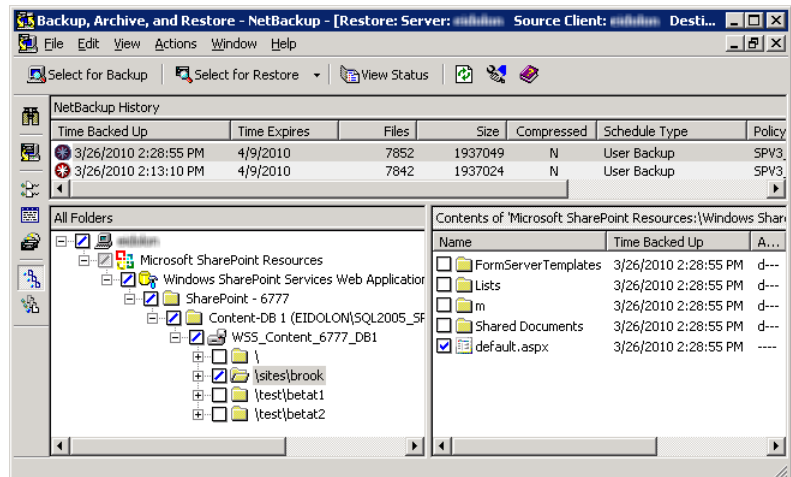 Backup, Archive, and Restore - NetBackup - [Restore: Server: Source Client: Desti...
File Edit View Actions Window Help
Select for Backup Select for Restore View Status
NetBackup History
Time Backed Up Time Expires Files Size Compressed Schedule Type Policy
3/26/2010 2:28:55 PM 4/9/2010 7852 1937049 N User Backup SPV3_
3/26/2010 2:13:10 PM 4/9/2010 7842 1937024 N User Backup SPV3_
All Folders
Microsoft SharePoint Resources
Windows SharePoint Services Web Application
SharePoint - 6777
Content-DB 1 (EIDOLON\SQL2005_SF
WSS_Content_6777_DB1
\
\sites\brook
\test\betat1
\test\betat2
Contents of 'Microsoft SharePoint Resources:\Windows Share
Name Time Backed Up A...
FormServerTemplates 3/26/2010 2:28:55 PM d---
Lists 3/26/2010 2:28:55 PM d---
m 3/26/2010 2:28:55 PM d---
Shared Documents 3/26/2010 2:28:55 PM d---
default.aspx 3/26/2010 2:28:55 PM ----